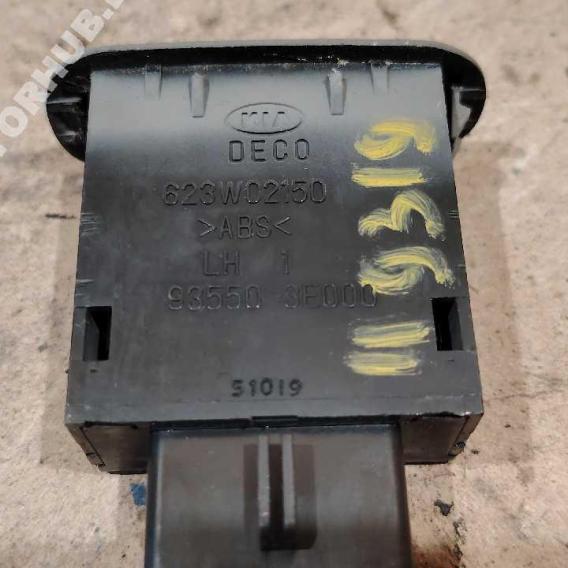 KIA
DECO
623W02150
>ABS<
LH 1
93550 3E000
51019